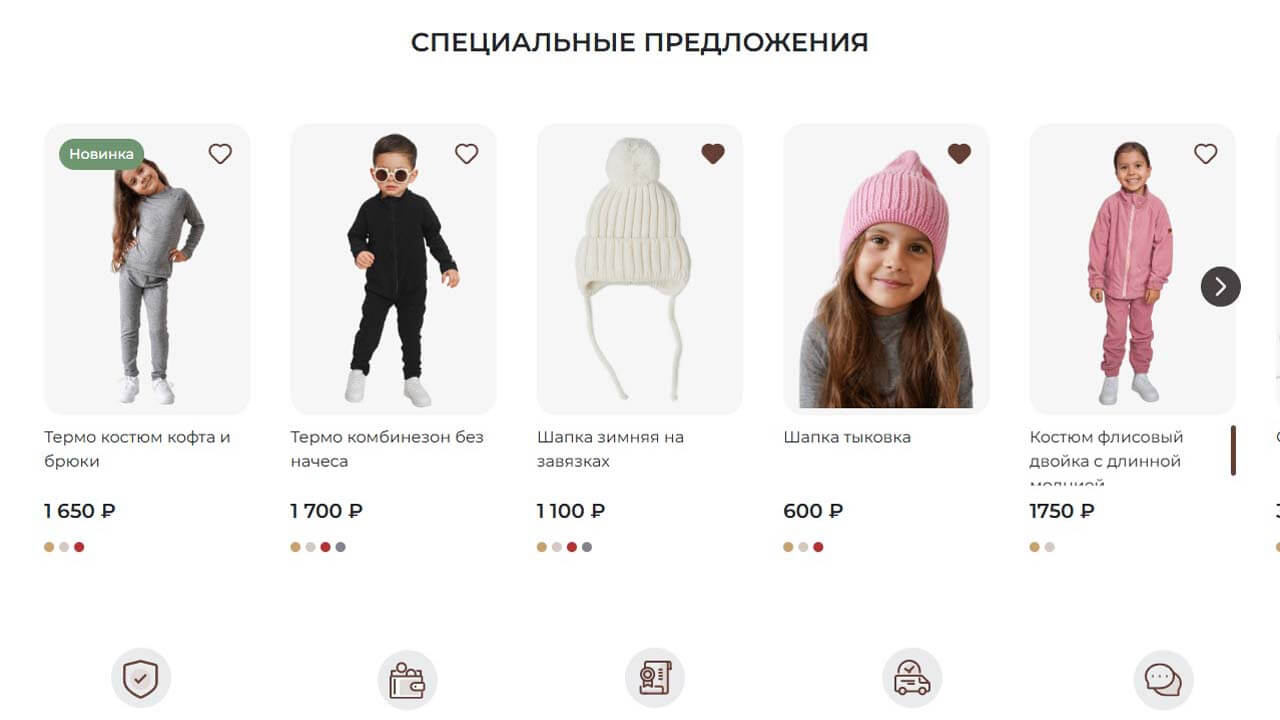 СПЕЦИАЛЬНЫЕ ПРЕДЛОЖЕНИЯ
Новинка
Термо костюм кофта и
брюки
1 650 ₽
Термо комбинезон без
начеса
1 700 ₽
Шапка зимняя на
завязках
1 100 ₽
Шапка тыковка
600 ₽
Костюм флисовый
двойка с длинной
молнией
1750 ₽